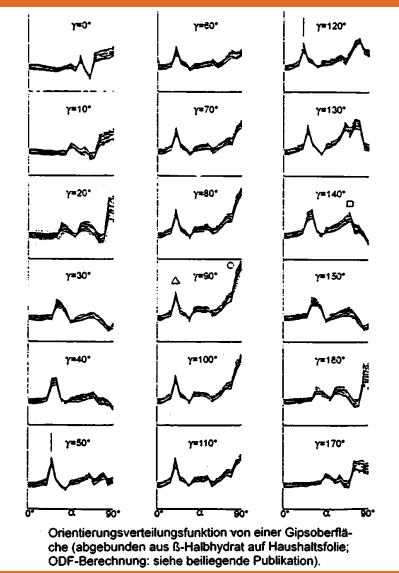 γ=0° γ=60° γ=120°
γ=10° γ=70° γ=130°
γ=20° γ=80° γ=140°
γ=30° γ=90° γ=150°
γ=40° γ=100° γ=160°
γ=50° γ=110° γ=170°
0° α 90° 0° α 90° 0° α 90°
Orientierungsverteilungsfunktion von einer Gipsoberflä-
che (abgebunden aus ß-Halbhydrat auf Haushaltsfolie;
ODF-Berechnung: siehe beiliegende Publikation).